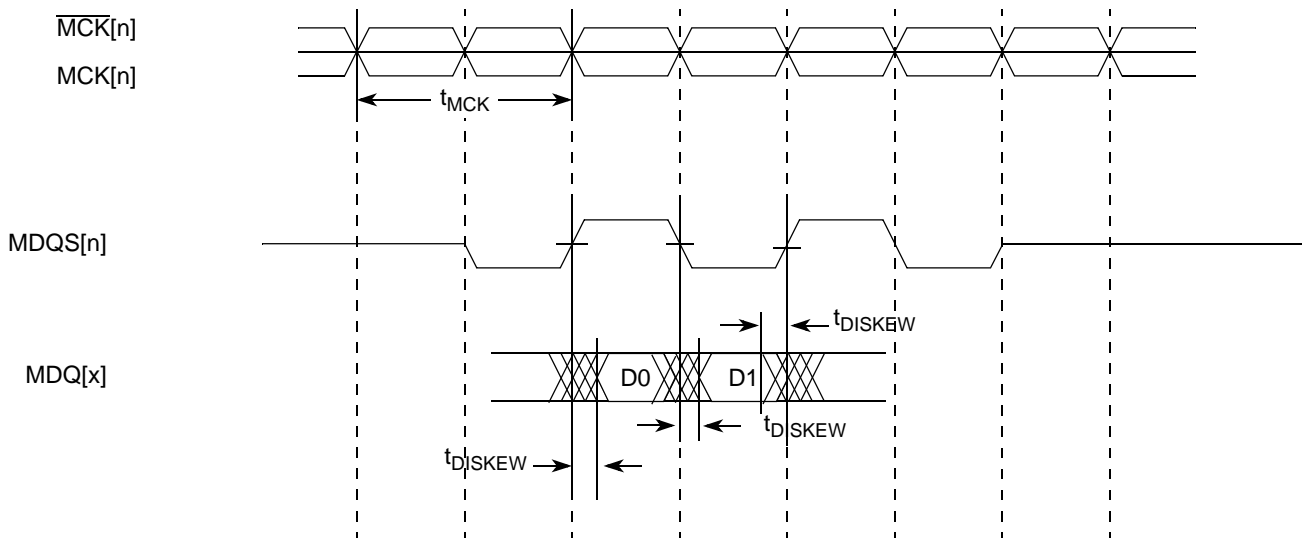 MCK[n]
MCK[n]
tMCK
MDQS[n]
tDISKEW
MDQ[x]
D0
D1
tDISKEW
tDISKEW